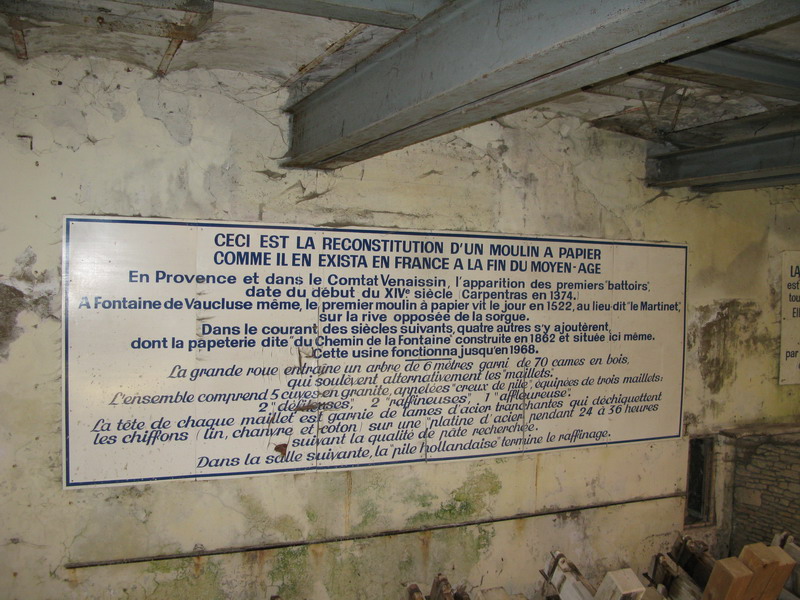 CECI EST LA RECONSTITUTION D'UN MOULIN A PAPIER
COMME IL EN EXISTA EN FRANCE A LA FIN DU MOYEN-AGE
En Provence et dans le Comtat Venaissin, l'apparition des premiers "battoirs",
date du début du XIVe siècle (Carpentras en 1374.
A Fontaine de Vaucluse même, le premier moulin à papier vit le jour en 1522, au lieu-dit "le Martinet",
sur la rive opposée de la sorgue.
Dans le courant des siècles suivants, quatre autres s'y ajoutèrent,
dont la papeterie dite "du Chemin de la Fontaine" construite en 1862 et située ici même.
Cette usine fonctionna jusqu'en 1968.
La grande roue entraîne un arbre de 6 mètres garni de 70 cames en bois,
qui soulèvent alternativement les "maillets".
L'ensemble comprend 5 cuves en granite, appelées "creux de pile", équipées de trois maillets:
2 "défileuses", 2 "raffineuses", 1 "affleureuse".
La tête de chaque maillet est garnie de lames d'acier tranchantes qui déchiquettent
les chiffons (lin, chanvre et coton) sur une "platine d'acier" pendant 24 à 36 heures
suivant la qualité de pâte recherchée.
Dans la salle suivante, la "pile hollandaise" termine le raffinage.
LA
tou
par